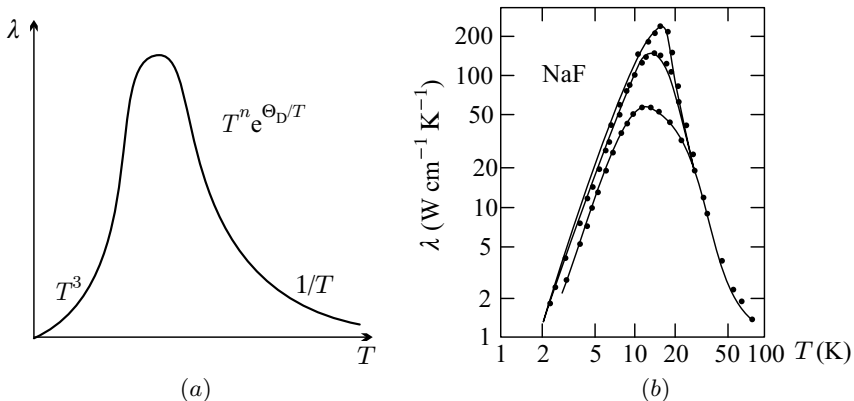 λ
T^n e^{Θ_D/T}
T^3
1/T
T
(a)
200
100
50
20
10
5
2
1
λ (W cm^{−1} K^{−1})
NaF
1 2 5 10 20 50 100 T (K)
(b)